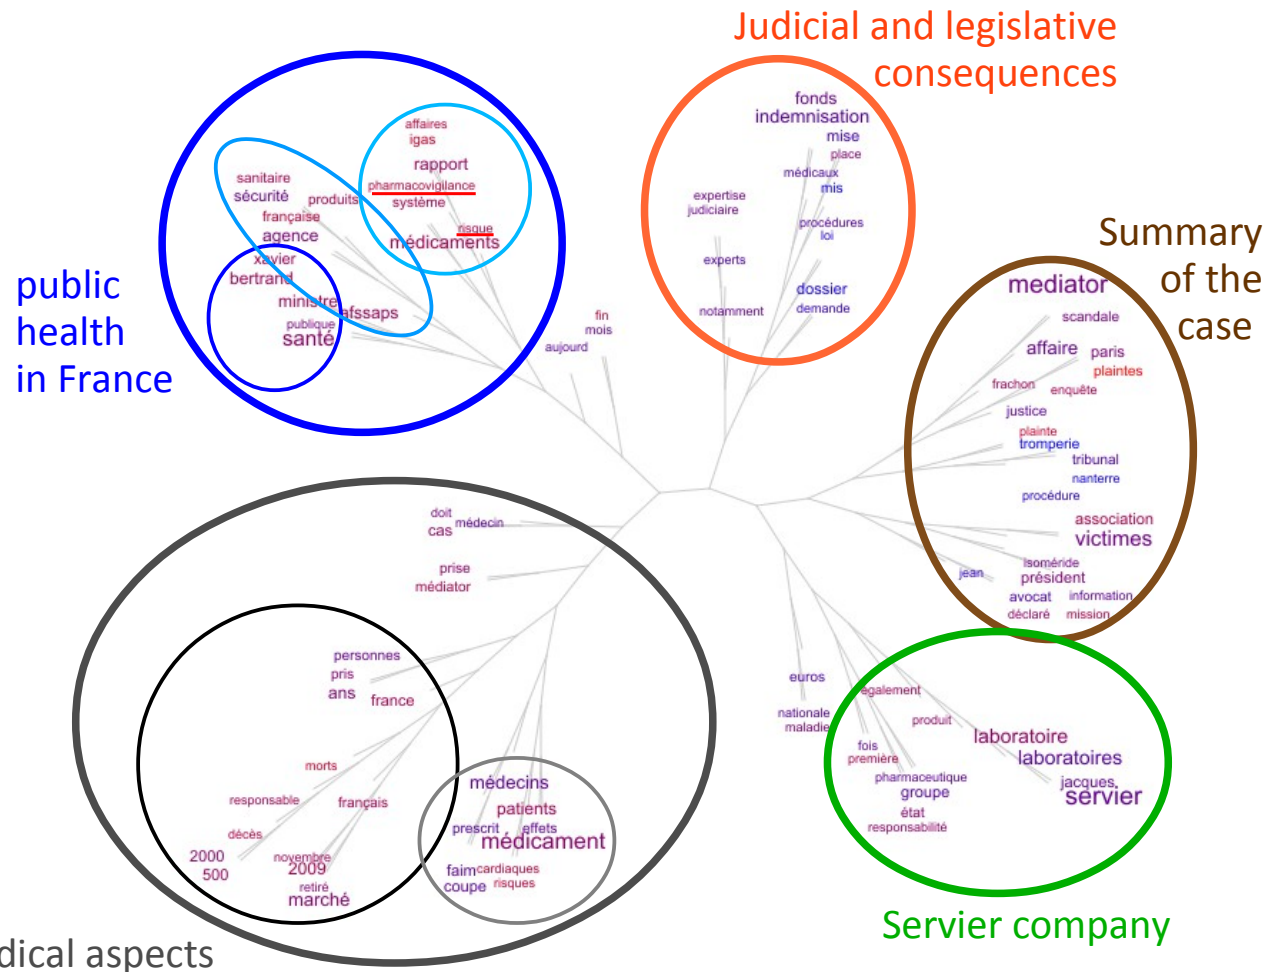 Judicial and legislative
consequences
fonds
indemnisation
mise
place
médicaux
mis
expertise
judiciaire
procédures
loi
experts
dossier
notamment
demande
public
health
in France
affaires
igas
rapport
pharmacovigilance
système
risque
médicaments
sanitaire
sécurité
produits
française
agence
xavier
bertrand
ministre
afssaps
publique
santé
fin
mois
aujourd
Summary
of the
case
mediator
scandale
affaire
paris
plaintes
frachon
enquête
justice
plainte
tromperie
tribunal
nanterre
procédure
association
victimes
isoméride
jean
président
avocat
information
déclaré
mission
doit
cas
médecin
prise
médiator
personnes
pris
ans
france
morts
responsable
français
décès
2000
500
novembre
2009
retiré
marché
médecins
patients
prescrit
effets
médicament
faim
cardiaques
coupe
risques
dical aspects
euros
nationale
maladie
également
produit
laboratoire
laboratoires
fois
première
pharmaceutique
groupe
jacques
servier
état
responsabilité
Servier company